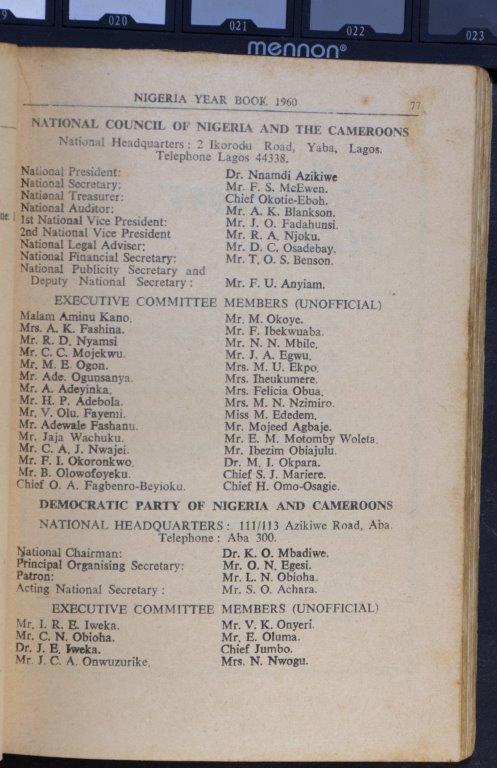 020
021
022
023
mennon®
NIGERIA YEAR BOOK 1960
77
NATIONAL COUNCIL OF NIGERIA AND THE CAMEROONS
National Headquarters : 2 Ikorodu Road, Yaba, Lagos.
Telephone Lagos 44338.
National President: Dr. Nnamdi Azikiwe
National Secretary: Mr. F. S. McEwen.
National Treasurer: Chief Okotie-Eboh.
National Auditor: Mr. A. K. Blankson.
1st National Vice President: Mr. J. O. Fadahunsi.
2nd National Vice President Mr. R. A. Njoku.
National Legal Adviser: Mr. D. C. Osadebay.
National Financial Secretary: Mr. T. O. S. Benson.
National Publicity Secretary and
Deputy National Secretary : Mr. F. U. Anyiam.
EXECUTIVE COMMITTEE MEMBERS (UNOFFICIAL)
Malam Aminu Kano. Mr. M. Okoye.
Mrs. A. K. Fashina. Mr. F. Ibekwuaba.
Mr. R. D. Nyamsi Mr. N. N. Mbile.
Mr. C. C. Mojekwu. Mr. J. A. Egwu.
Mr. M. E. Ogon. Mrs. M. U. Ekpo.
Mr. Ade. Ogunsanya. Mrs. Iheukumere.
Mr. A. Adeyinka. Mrs. Felicia Obua.
Mr. H. P. Adebola. Mrs. M. N. Nzimiro.
Mr. V. Olu. Fayemi. Miss M. Ededem.
Mr. Adewale Fashanu. Mr. Mojeed Agbaje.
Mr. Jaja Wachuku. Mr. E. M. Motomby Woleta.
Mr. C. A. J. Nwajei. Mr. Ibezim Obiajulu.
Mr. F. I. Okoronkwo. Dr. M. I. Okpara.
Mr. B. Olowofoyeku. Chief S. J. Mariere.
Chief O. A. Fagbenro-Beyioku. Chief H. Omo-Osagie.
DEMOCRATIC PARTY OF NIGERIA AND CAMEROONS
NATIONAL HEADQUARTERS : 111/113 Azikiwe Road, Aba.
Telephone : Aba 300.
National Chairman: Dr. K. O. Mbadiwe.
Principal Organising Secretary: Mr. O. N. Egesi.
Patron: Mr. L. N. Obioha.
Acting National Secretary : Mr. S. O. Achara.
EXECUTIVE COMMITTEE MEMBERS (UNOFFICIAL)
Mr. I. R. E. Iweka. Mr. V. K. Onyeri.
Mr. C. N. Obioha. Mr. E. Oluma.
Dr. J. E. Iweka. Chief Jumbo.
Mr. J. C. A. Onwuzurike. Mrs. N. Nwogu.